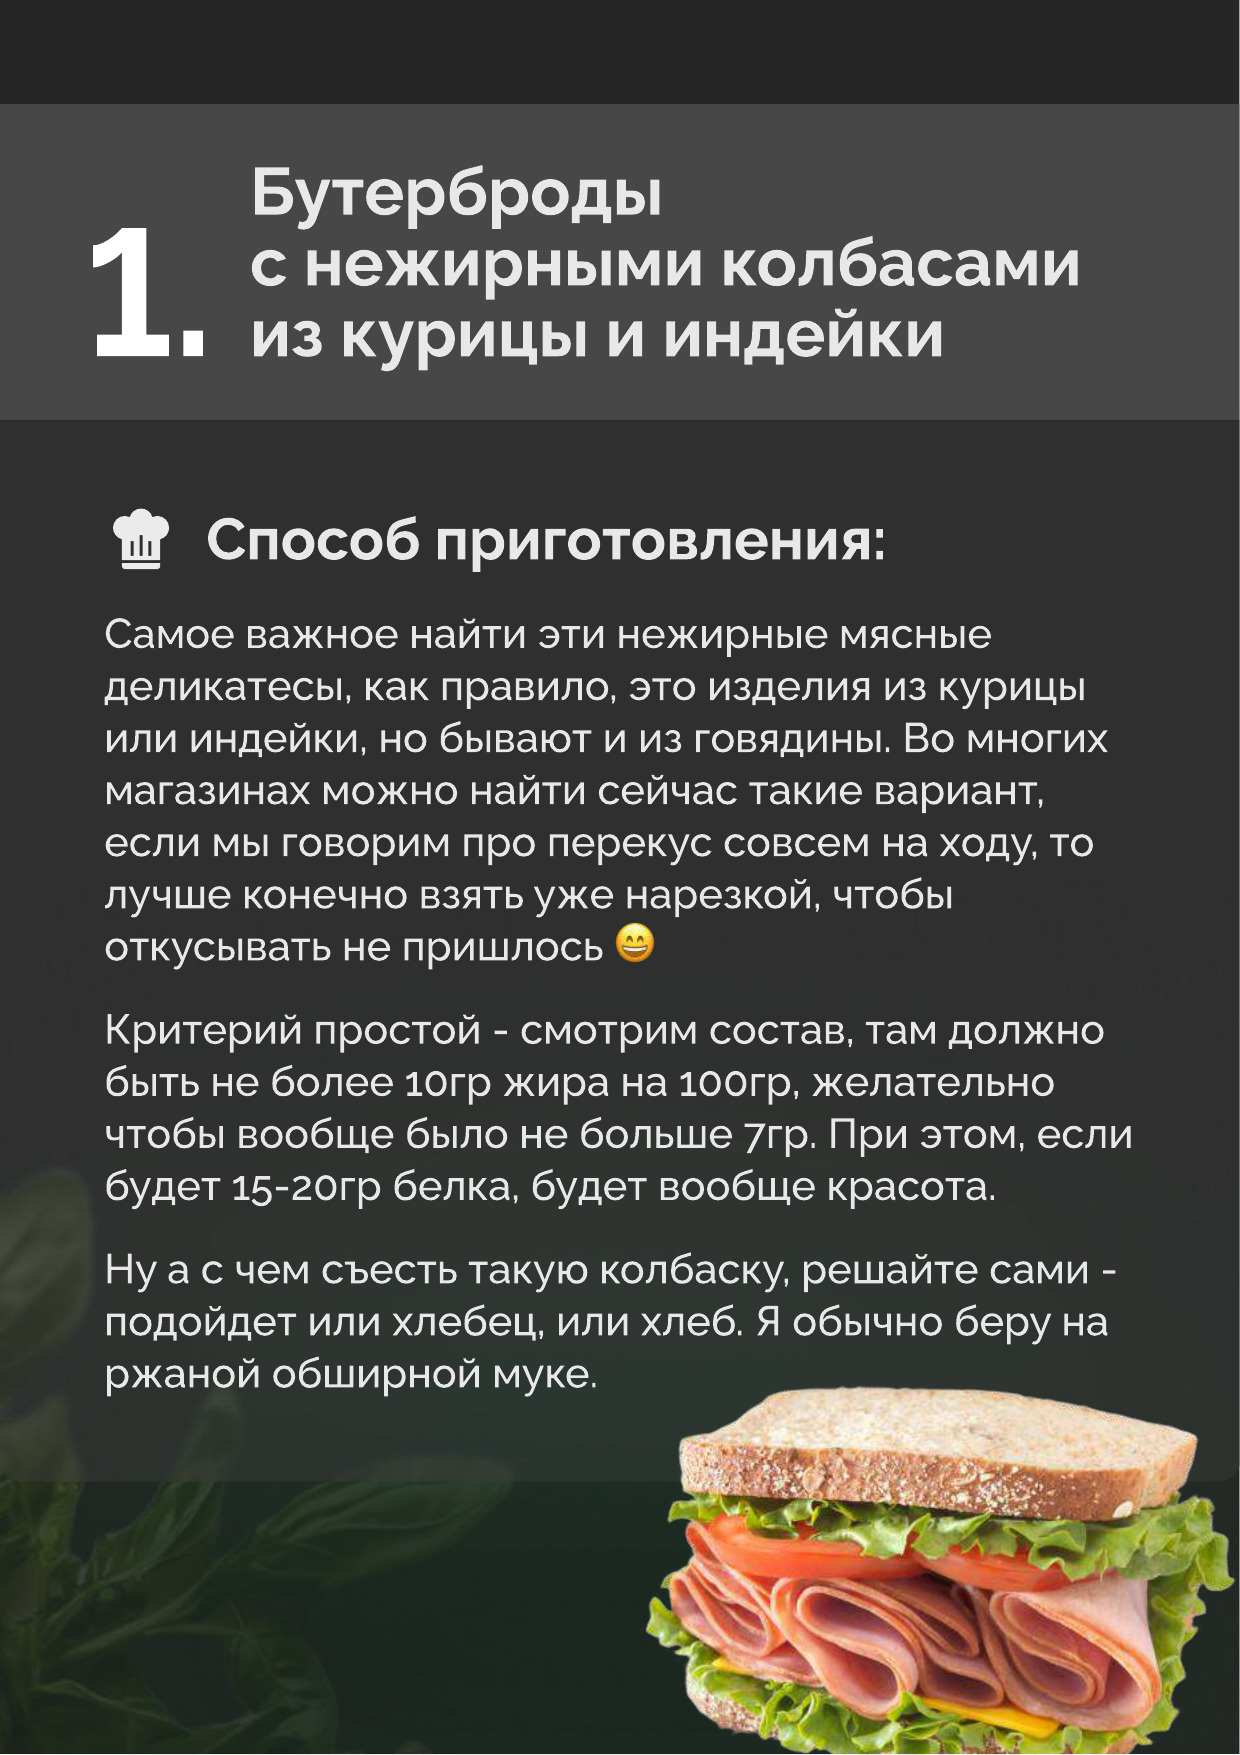 1.
Бутерброды
с нежирными колбасами
из курицы и индейки
Способ приготовления:
Самое важное найти эти нежирные мясные
деликатесы, как правило, это изделия из курицы
или индейки, но бывают и из говядины. Во многих
магазинах можно найти сейчас такие вариант,
если мы говорим про перекус совсем на ходу, то
лучше конечно взять уже нарезкой, чтобы
откусывать не пришлось 😄
Критерий простой - смотрим состав, там должно
быть не более 10гр жира на 100гр, желательно
чтобы вообще было не больше 7гр. При этом, если
будет 15-20гр белка, будет вообще красота.
Ну а с чем съесть такую колбаску, решайте сами -
подойдет или хлебец, или хлеб. Я обычно беру на
ржаной обширной муке.